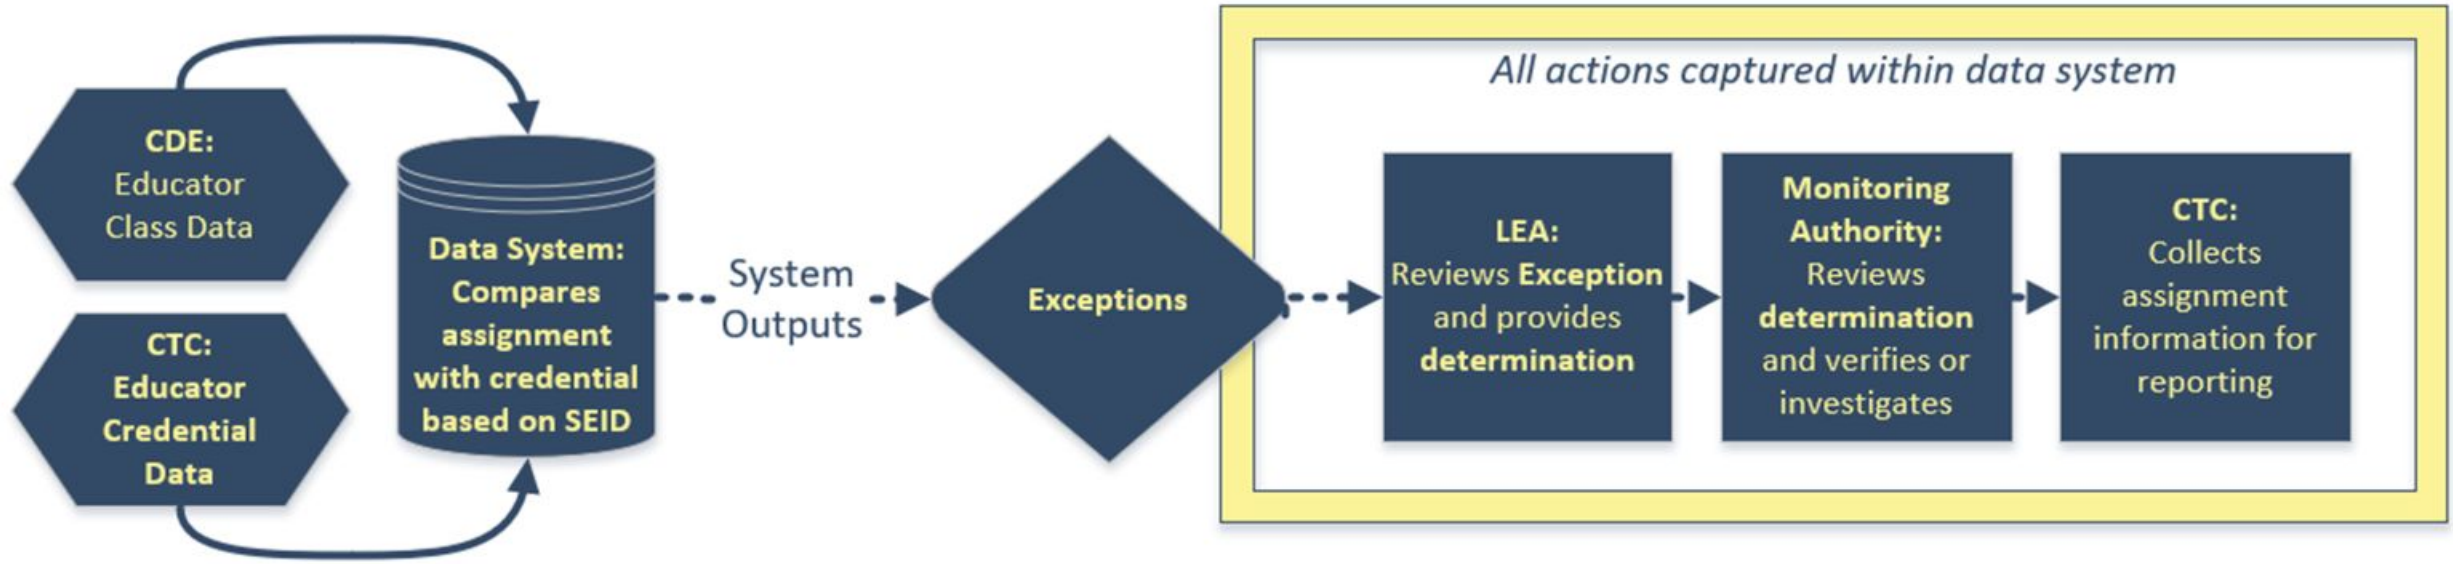 CDE:
Educator
Class Data
CTC:
Educator
Credential
Data
Data System:
Compares
assignment
with credential
based on SEID
System
Outputs
Exceptions
All actions captured within data system
LEA:
Reviews Exception
and provides
determination
Monitoring
Authority:
Reviews
determination
and verifies or
investigates
CTC:
Collects
assignment
information for
reporting